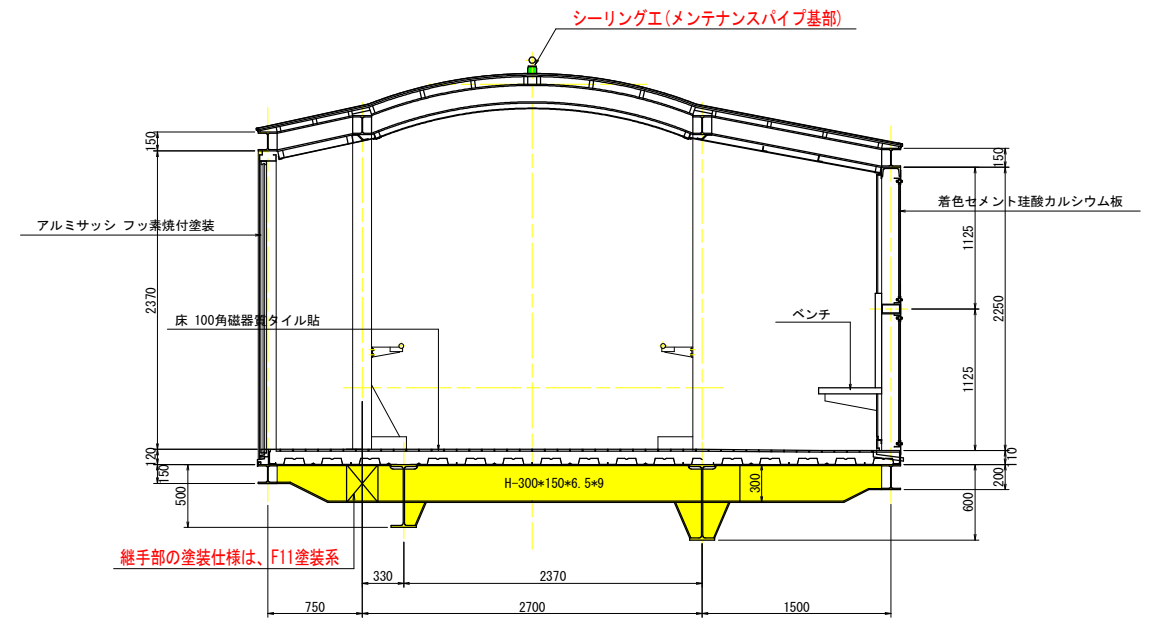 シーリング工(メンテナンスパイプ基部)
150
150
アルミサッシ フッ素焼付塗装
着色セメント珪酸カルシウム板
1125
2370
2250
床 100角磁器質タイル貼
ベンチ
1125
120
110
150
500
H-300*150*6.5*9
300
200
600
継手部の塗装仕様は、F11塗装系
330
2370
750
2700
1500